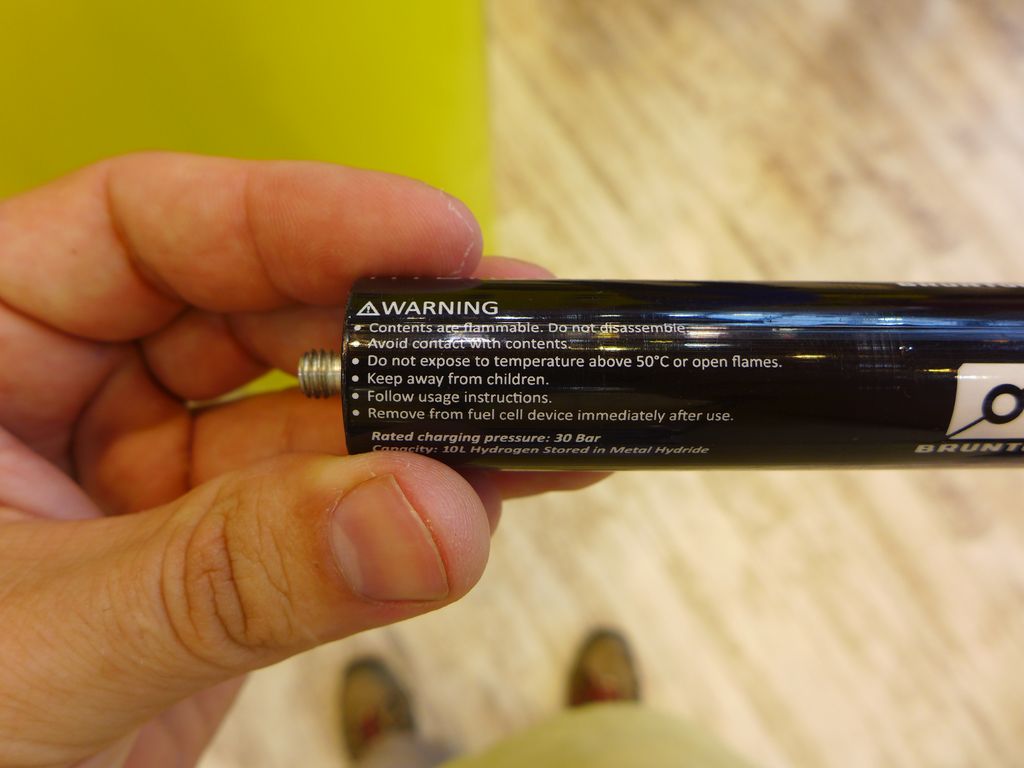 ⚠WARNING
• Contents are flammable. Do not disassemble.
• Avoid contact with contents.
• Do not expose to temperature above 50°C or open flames.
• Keep away from children.
• Follow usage instructions.
• Remove from fuel cell device immediately after use.
Rated charging pressure: 30 Bar
Capacity: 10L Hydrogen Stored in Metal Hydride